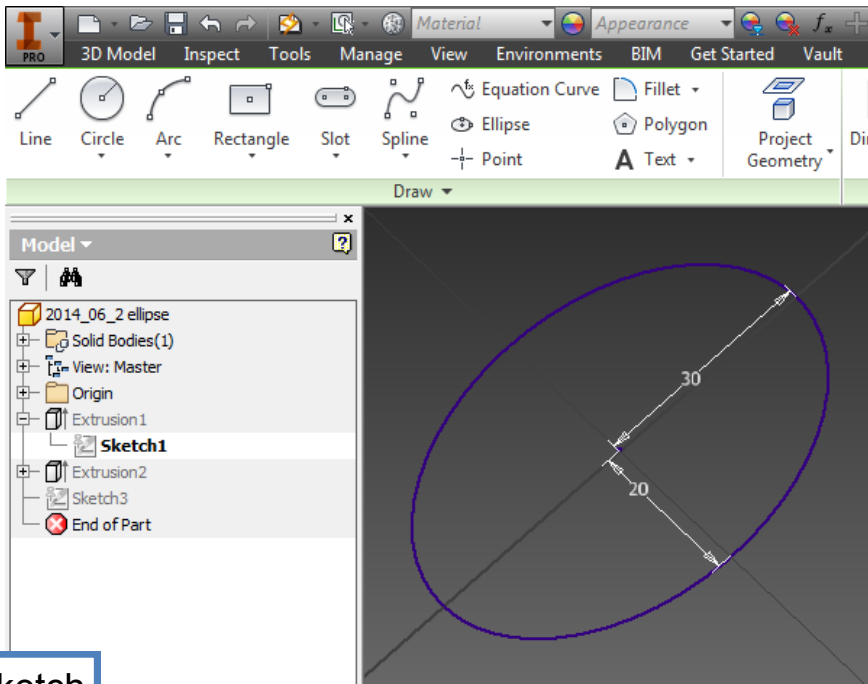 Material Appearance fx
PRO 3D Model Inspect Tools Manage View Environments BIM Get Started Vault
Line Circle Arc Rectangle Slot Spline
Equation Curve Fillet
Ellipse Polygon
Point A Text
Project
Geometry
Draw
Model
2014_06_2 ellipse
Solid Bodies(1)
View: Master
Origin
Extrusion1
Sketch1
Extrusion2
Sketch3
End of Part
30
20